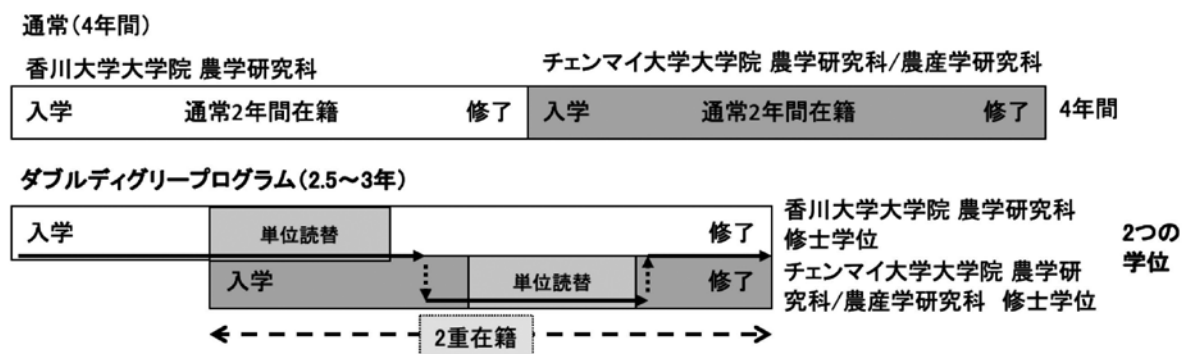 通常(4年間)
香川大学大学院 農学研究科
チェンマイ大学大学院 農学研究科/農産学研究科
入学 通常2年間在籍 修了 入学 通常2年間在籍 修了 4年間
ダブルディグリープログラム(2.5~3年)
入学 単位読替 修了
香川大学大学院 農学研究科
修士学位
入学 単位読替 修了
チェンマイ大学大学院 農学研
究科/農産学研究科 修士学位
2つの
学位
2重在籍